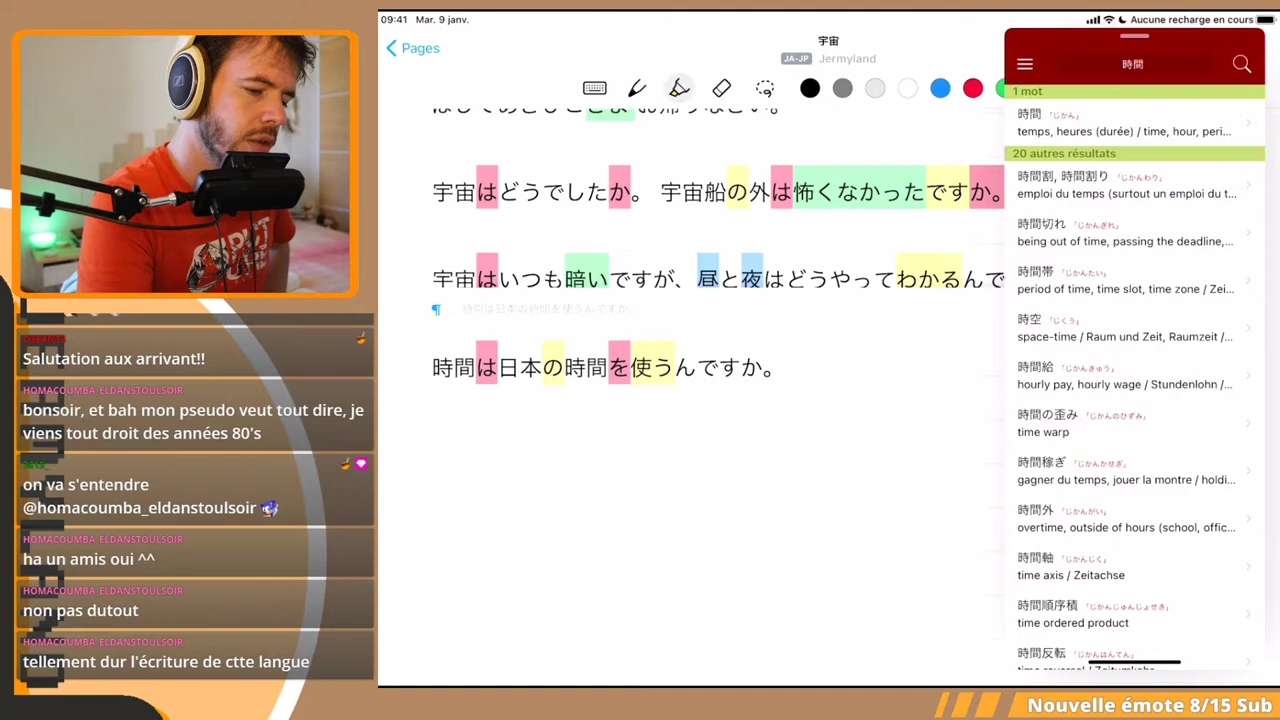 09:41 Mar. 9 janv.
Aucune recharge en cours
Pages
宇宙
JA-JP Jermyland
宇宙はどうでしたか。 宇宙船の外は怖くなかったですか。
宇宙はいつも暗いですが、昼と夜はどうやってわかるんで
時間は日本の時間を使うんですか。
時間は日本の時間を使うんですか。
時間
1 mot
時間 「じかん」
temps, heures (durée) / time, hour, peri...
20 autres résultats
時間割, 時間割り 「じかんわり」
emploi du temps (surtout un emploi du t...
時間切れ 「じかんぎれ」
being out of time, passing the deadline,...
時間帯 「じかんたい」
period of time, time slot, time zone / Zei...
時空 「じくう」
space-time / Raum und Zeit, Raumzeit /...
時間給 「じかんきゅう」
hourly pay, hourly wage / Stundenlohn /...
時間の歪み 「じかんのひずみ」
time warp
時間稼ぎ 「じかんかせぎ」
gagner du temps, jouer la montre / holdi...
時間外 「じかんがい」
overtime, outside of hours (school, offic...
時間軸 「じかんじく」
time axis / Zeitachse
時間順序積 「じかんじゅんじょせき」
time ordered product
時間反転 「じかんはんてん」
Salutation aux arrivant!!
HOMACOUMBA_ELDANSTOULSOIR
bonsoir, et bah mon pseudo veut tout dire, je
viens tout droit des années 80's
on va s'entendre
@homacoumba_eldanstoulsoir
HOMACOUMBA_ELDANSTOULSOIR
ha un amis oui ^^
HOMACOUMBA_ELDANSTOULSOIR
non pas dutout
HOMACOUMBA_ELDANSTOULSOIR
tellement dur l'écriture de ctte langue
Nouvelle émote 8/15 Sub